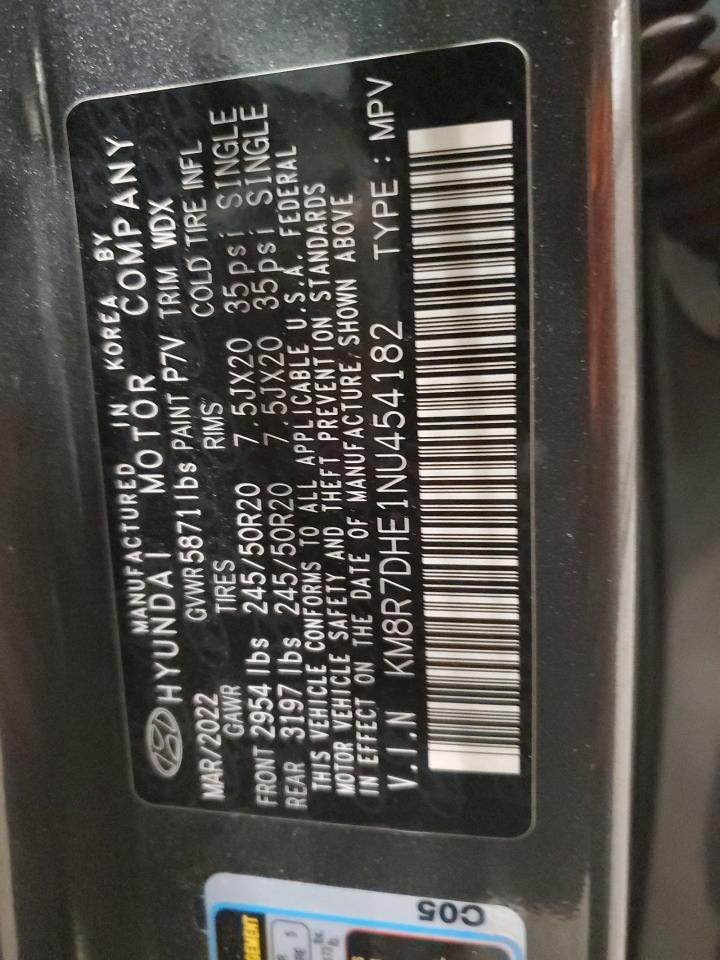 MANUFACTURED IN KOREA BY
HYUNDAI MOTOR COMPANY
MAR/2022 GVWR 5871 lbs PAINT P7V TRIM WDX
GAWR TIRES RIMS COLD TIRE INFL
FRONT 2954 lbs 245/50R20 7.5JX20 35psi SINGLE
REAR 3197 lbs 245/50R20 7.5JX20 35psi SINGLE
THIS VEHICLE CONFORMS TO ALL APPLICABLE U.S.A. FEDERAL
MOTOR VEHICLE SAFETY AND THEFT PREVENTION STANDARDS
IN EFFECT ON THE DATE OF MANUFACTURE SHOWN ABOVE
V.I.N KM8R7DHE1NU454182 TYPE : MPV
C05